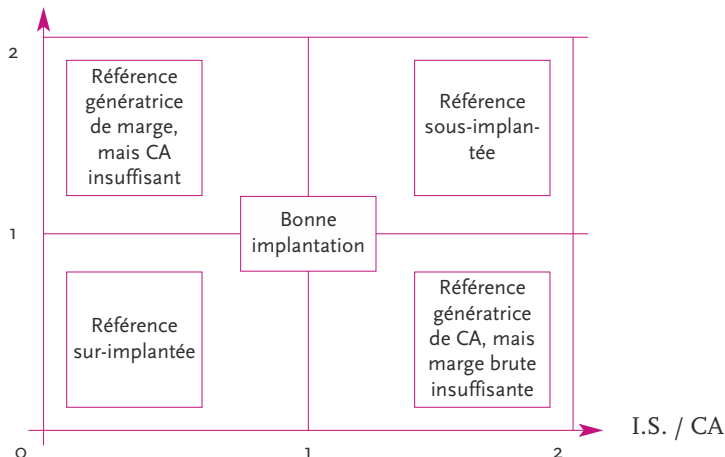 2
Référence
génératrice
de marge,
mais CA
insuffisant
Référence
sous-implan-
tée
1
Bonne
implantation
Référence
sur-implantée
Référence
génératrice
de CA, mais
marge brute
insuffisante
I.S. / CA
0
1
2